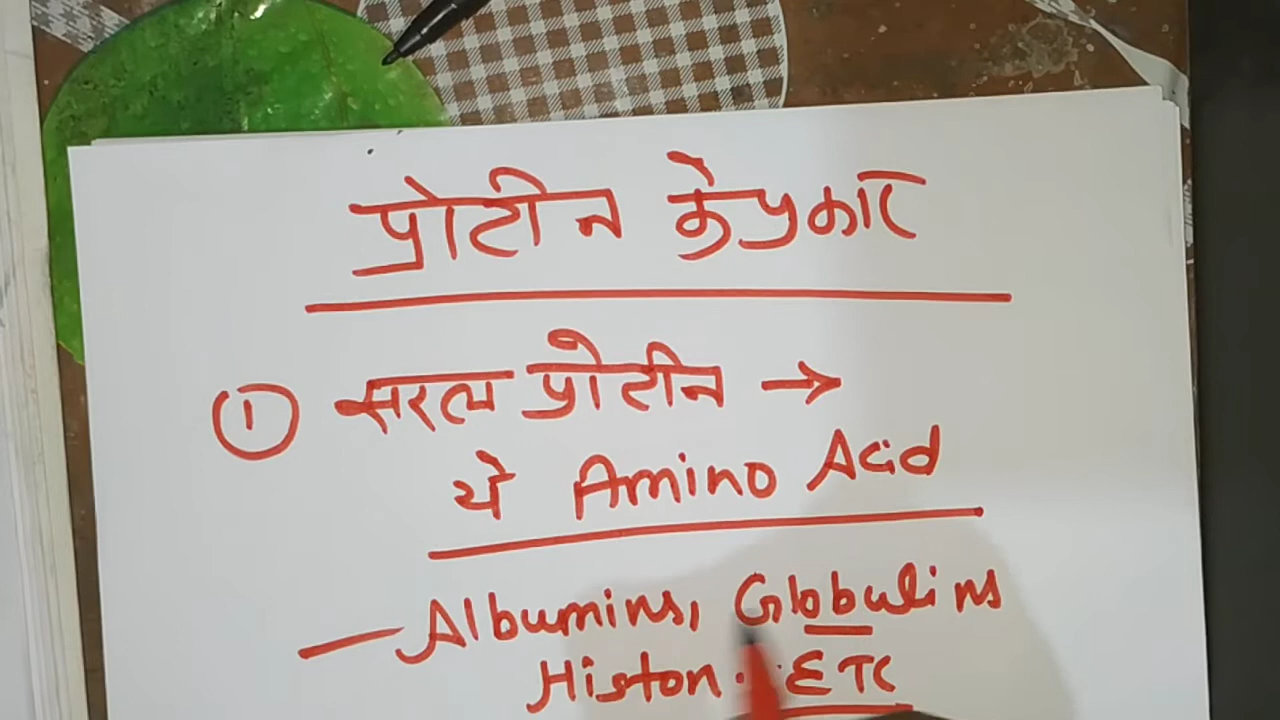 प्रोटीन के प्रकार
① सरल प्रोटीन →
ये Amino Acid
— Albumins, Globulins
Histon. ETC